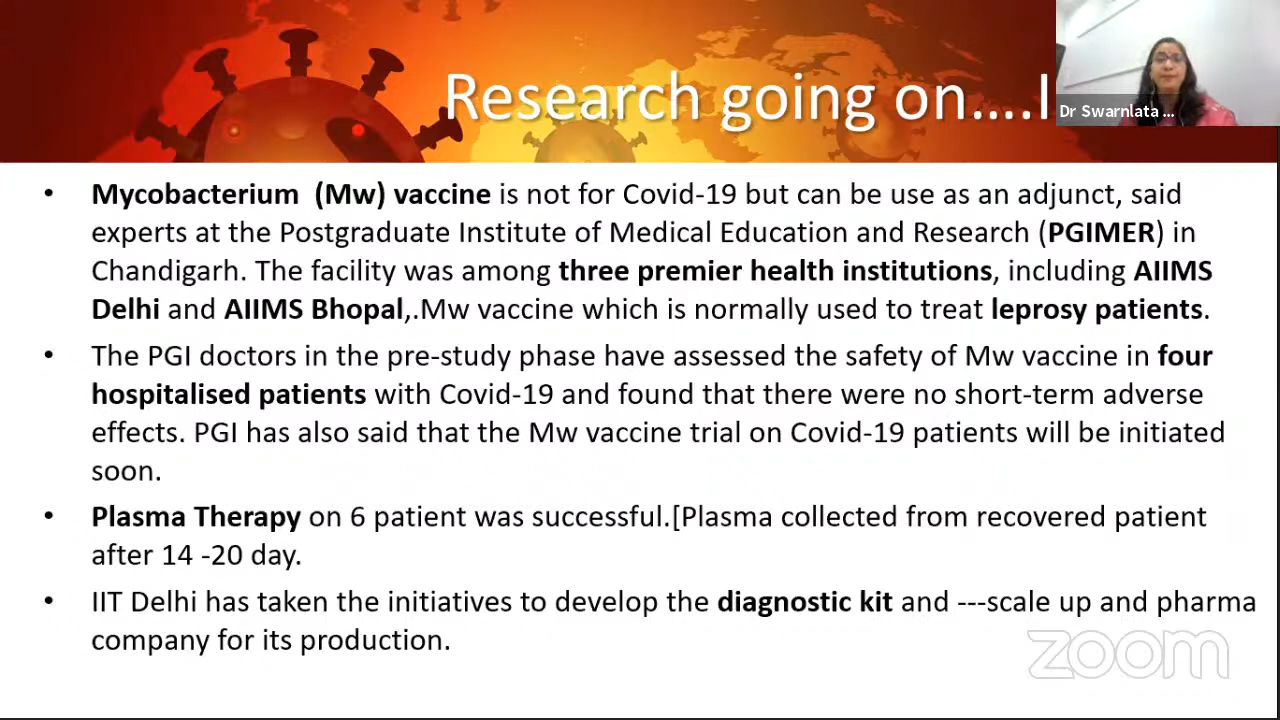 Research going on….I
Dr Swarnlata ...
• Mycobacterium (Mw) vaccine is not for Covid-19 but can be use as an adjunct, said
experts at the Postgraduate Institute of Medical Education and Research (PGIMER) in
Chandigarh. The facility was among three premier health institutions, including AIIMS
Delhi and AIIMS Bhopal,.Mw vaccine which is normally used to treat leprosy patients.
• The PGI doctors in the pre-study phase have assessed the safety of Mw vaccine in four
hospitalised patients with Covid-19 and found that there were no short-term adverse
effects. PGI has also said that the Mw vaccine trial on Covid-19 patients will be initiated
soon.
• Plasma Therapy on 6 patient was successful.[Plasma collected from recovered patient
after 14 -20 day.
• IIT Delhi has taken the initiatives to develop the diagnostic kit and ---scale up and pharma
company for its production.
zoom